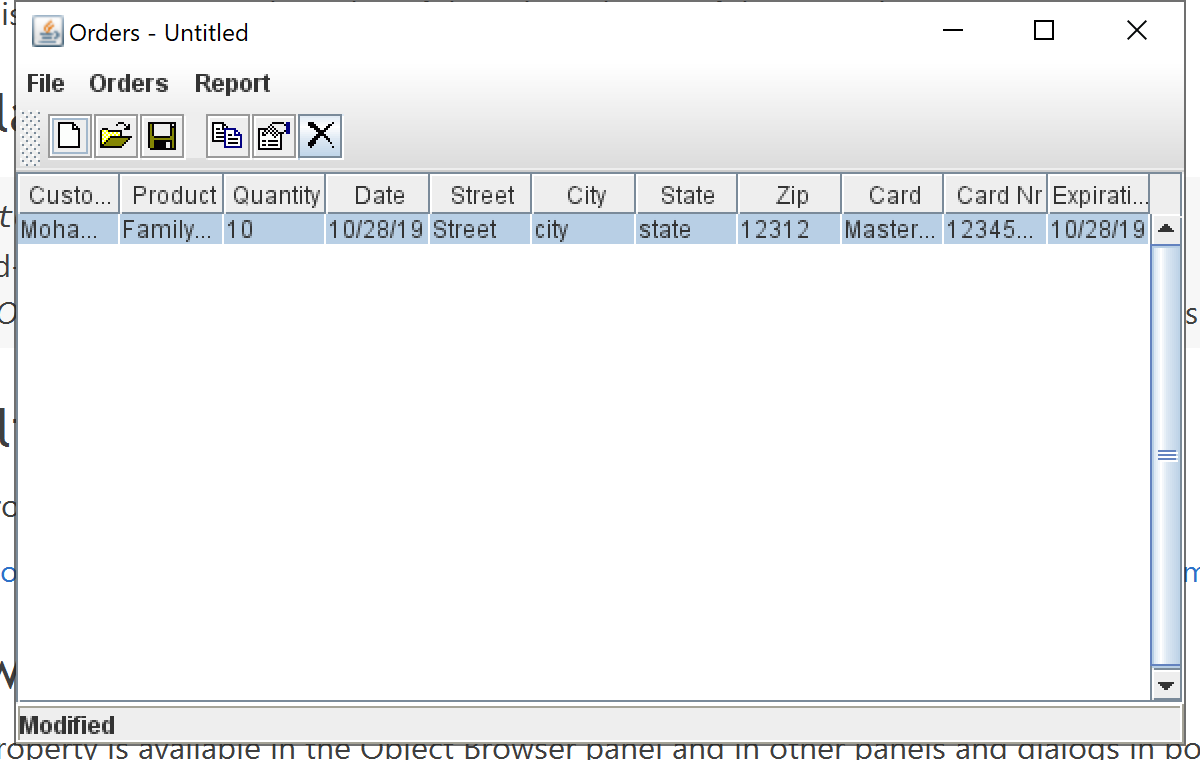 is
Orders - Untitled
File Orders Report
Custo... Product Quantity Date Street City State Zip Card Card Nr Expirati...
Moha... Family... 10 10/28/19 Street city state 12312 Master... 12345... 10/28/19
s
Modified
roperty is available in the Object Browser panel and in other panels and dialogs in bo